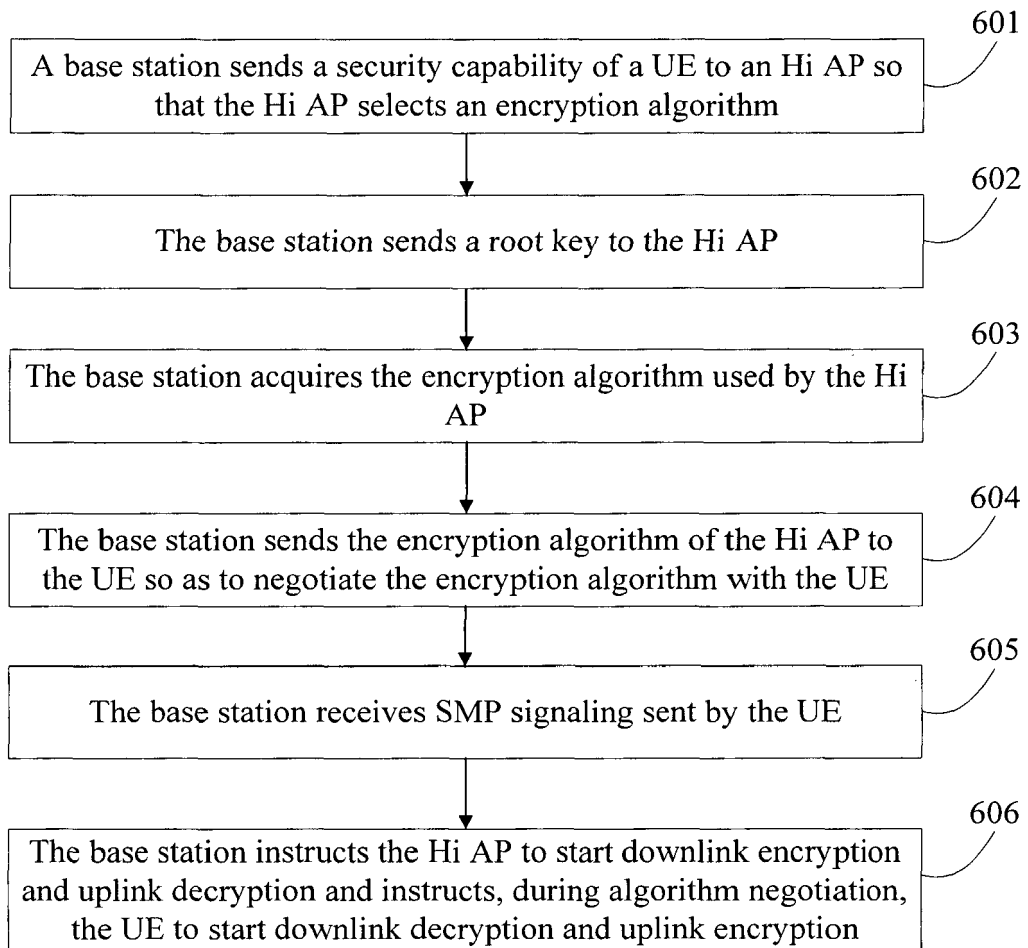 601
A base station sends a security capability of a UE to an Hi AP so
that the Hi AP selects an encryption algorithm
602
The base station sends a root key to the Hi AP
603
The base station acquires the encryption algorithm used by the Hi
AP
604
The base station sends the encryption algorithm of the Hi AP to
the UE so as to negotiate the encryption algorithm with the UE
605
The base station receives SMP signaling sent by the UE
606
The base station instructs the Hi AP to start downlink encryption
and uplink decryption and instructs, during algorithm negotiation,
the UE to start downlink decryption and uplink encryption